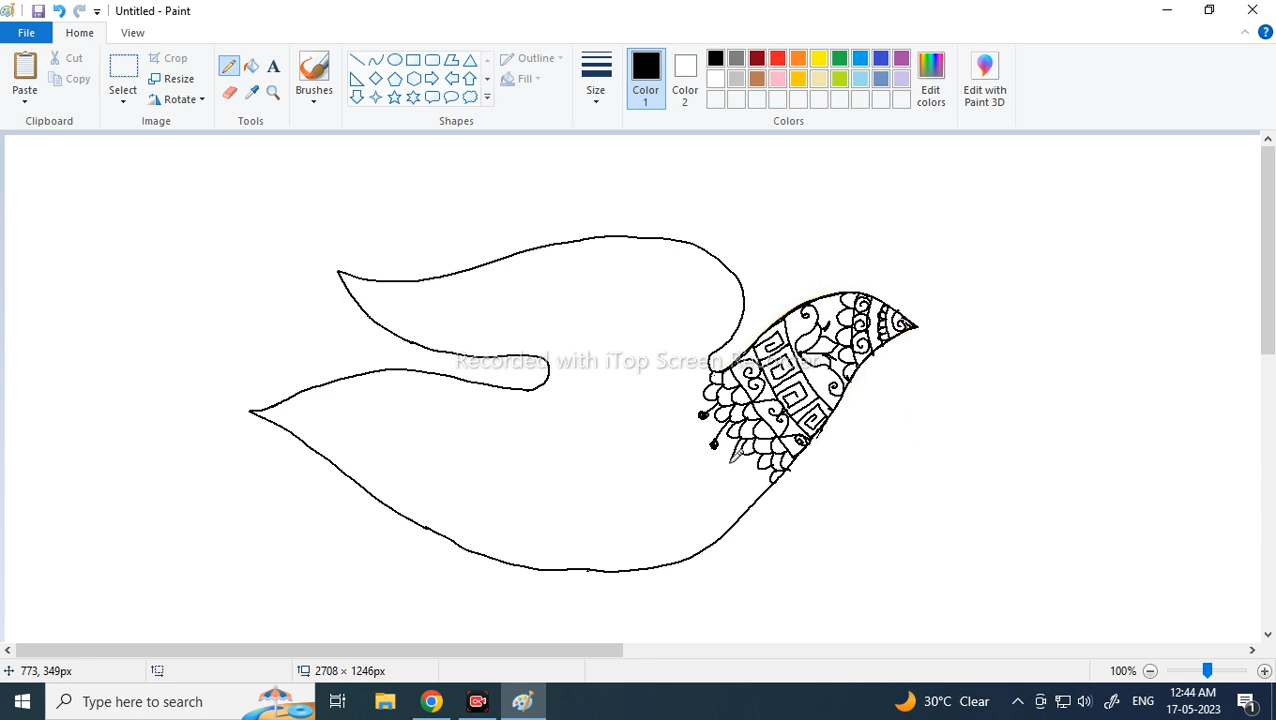 Untitled - Paint
File Home View
Paste
Cut
Copy
Clipboard
Select
Crop
Resize
Rotate
Image
A
Tools
Brushes
Shapes
Outline
Fill
Size
Color 1
Color 2
Colors
Edit colors
Edit with Paint 3D
Recorded with iTop Screen Recorder
773, 349px
2708 × 1246px
100%
Type here to search
30°C Clear
ENG
12:44 AM
17-05-2023
1